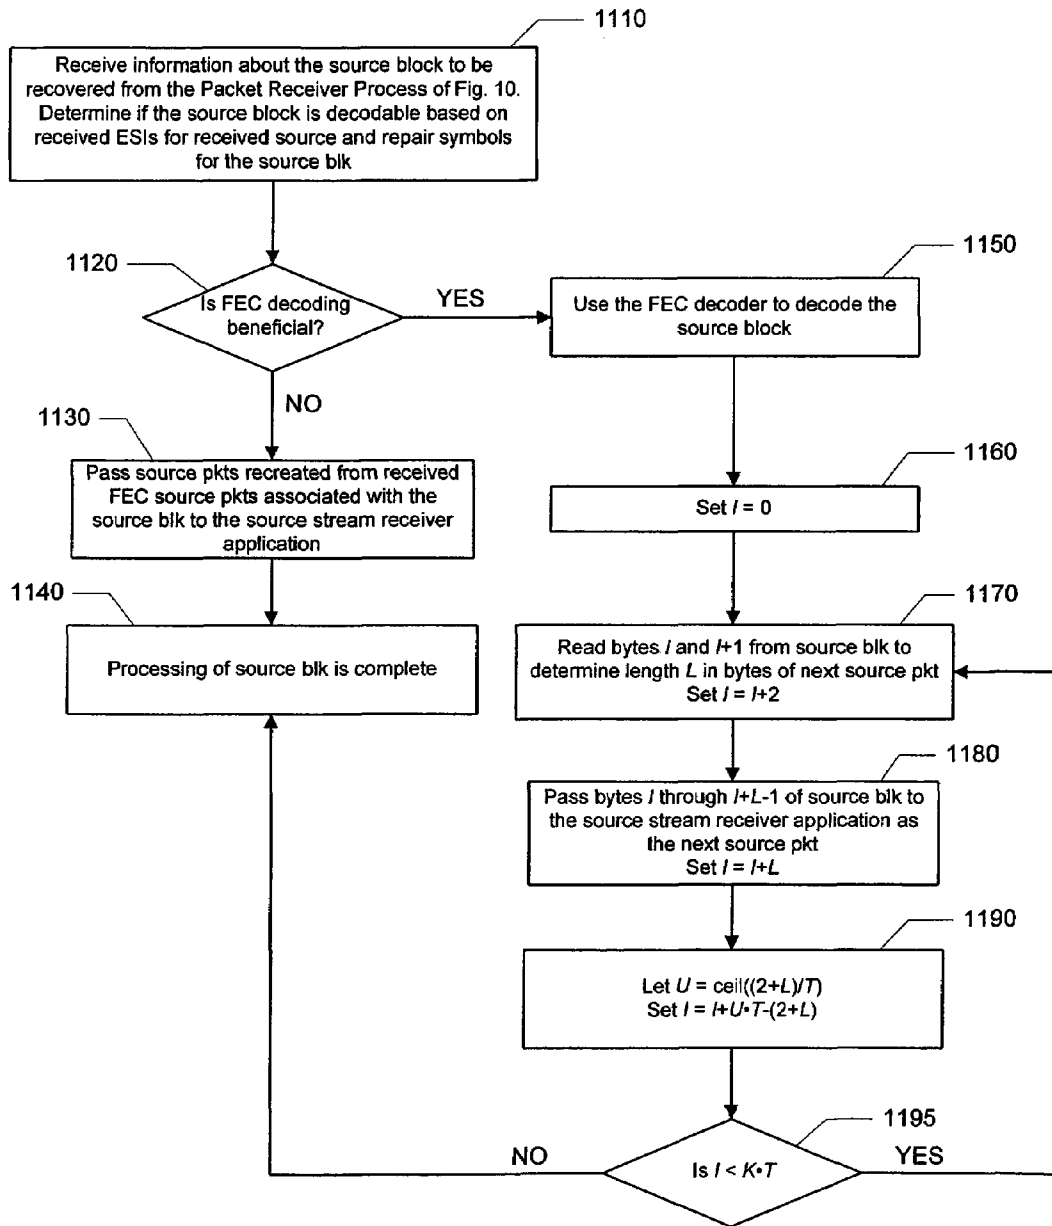 1110
Receive information about the source block to be
recovered from the Packet Receiver Process of Fig. 10.
Determine if the source block is decodable based on
received ESIs for received source and repair symbols
for the source blk
1120
Is FEC decoding
beneficial?
YES
NO
1150
Use the FEC decoder to decode the
source block
1130
Pass source pkts recreated from received
FEC source pkts associated with the
source blk to the source stream receiver
application
1160
Set I = 0
1140
Processing of source blk is complete
1170
Read bytes I and I+1 from source blk to
determine length L in bytes of next source pkt
Set I = I+2
1180
Pass bytes I through I+L-1 of source blk to
the source stream receiver application as
the next source pkt
Set I = I+L
1190
Let U = ceil((2+L)/T)
Set I = I+U•T-(2+L)
1195
Is I < K•T
NO
YES